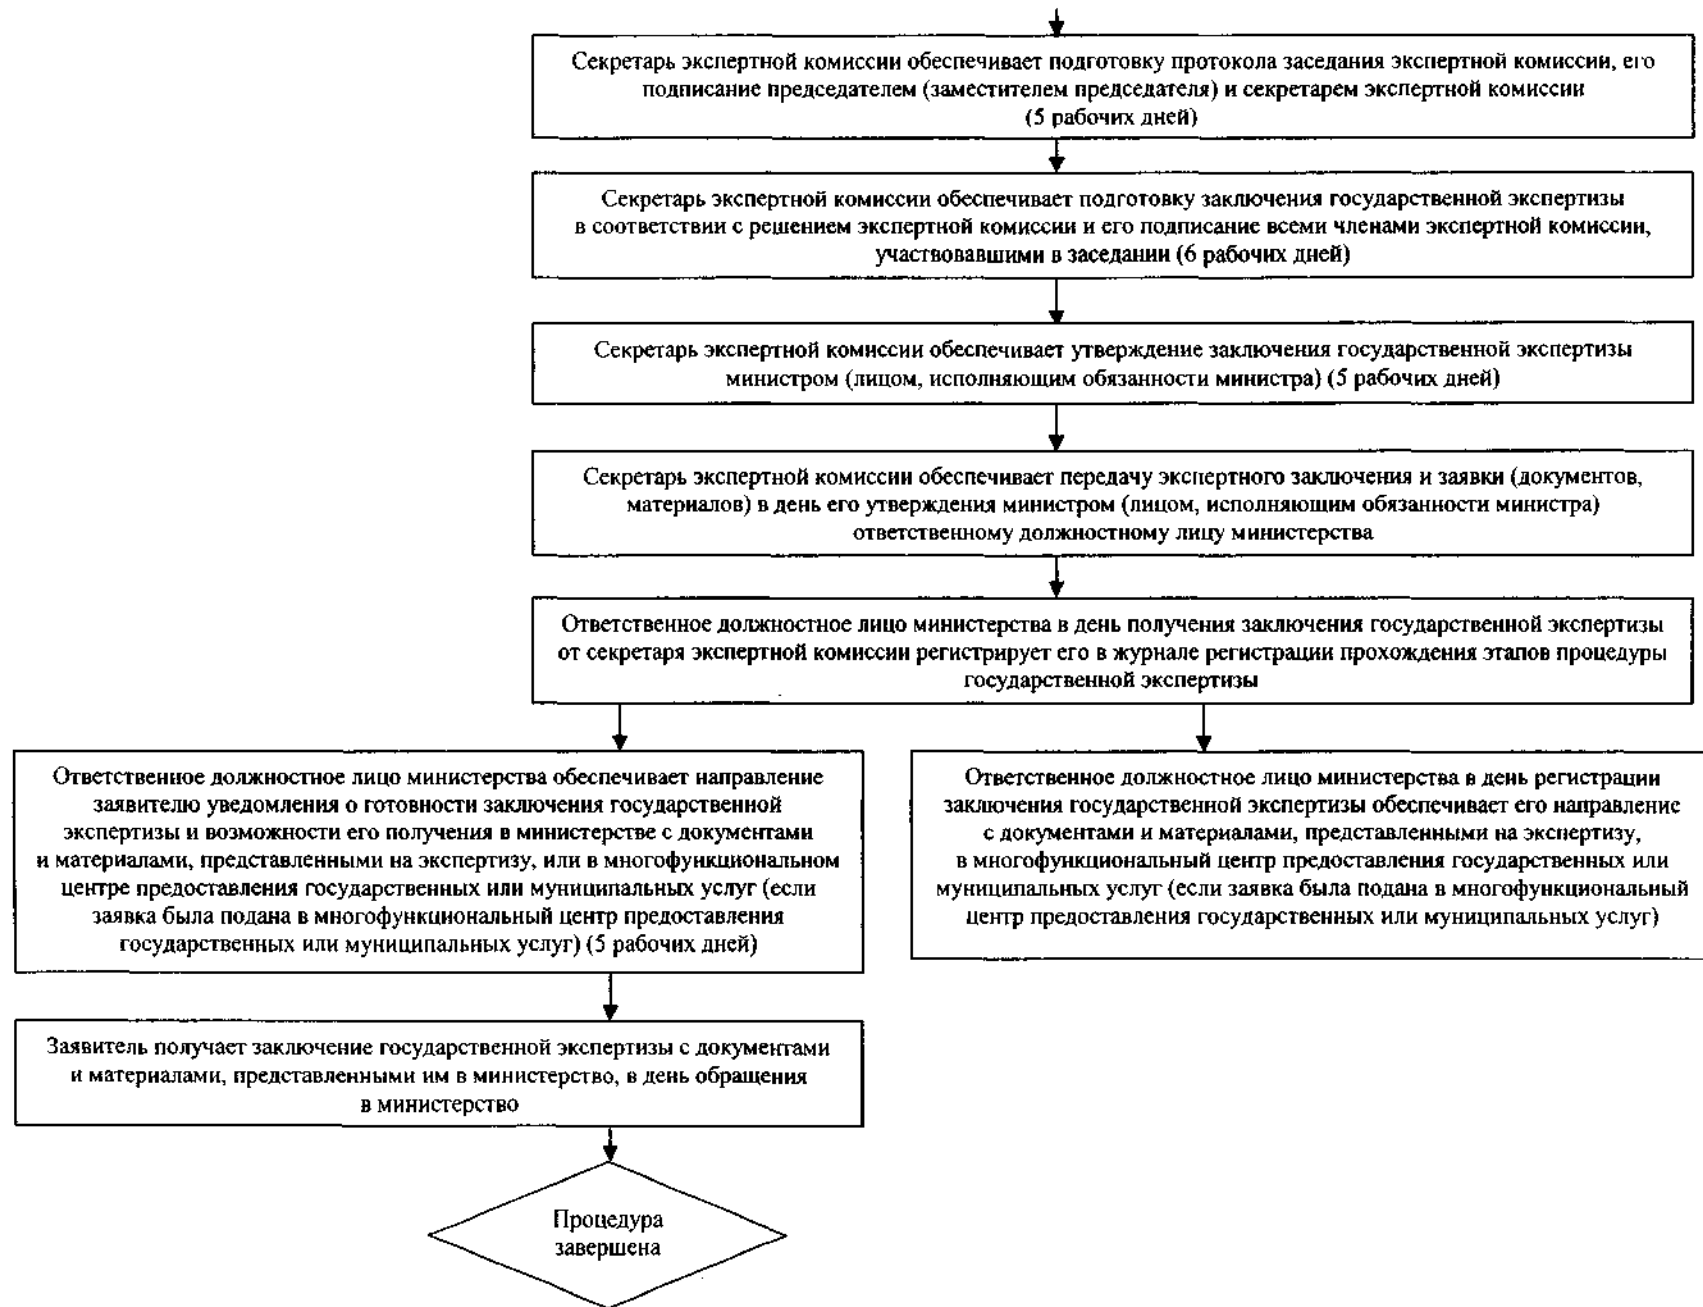 Секретарь экспертной комиссии обеспечивает подготовку протокола заседания экспертной комиссии, его
подписание председателем (заместителем председателя) и секретарем экспертной комиссии
(5 рабочих дней)
Секретарь экспертной комиссии обеспечивает подготовку заключения государственной экспертизы
в соответствии с решением экспертной комиссии и его подписание всеми членами экспертной комиссии,
участвовавшими в заседании (6 рабочих дней)
Секретарь экспертной комиссии обеспечивает утверждение заключения государственной экспертизы
министром (лицом, исполняющим обязанности министра) (5 рабочих дней)
Секретарь экспертной комиссии обеспечивает передачу экспертного заключения и заявки (документов,
материалов) в день его утверждения министром (лицом, исполняющим обязанности министра)
ответственному должностному лицу министерства
Ответственное должностное лицо министерства в день получения заключения государственной экспертизы
от секретаря экспертной комиссии регистрирует его в журнале регистрации прохождения этапов процедуры
государственной экспертизы
Ответственное должностное лицо министерства обеспечивает направление
заявителю уведомления о готовности заключения государственной
экспертизы и возможности его получения в министерстве с документами
и материалами, представленными на экспертизу, или в многофункциональном
центре предоставления государственных или муниципальных услуг (если
заявка была подана в многофункциональный центр предоставления
государственных или муниципальных услуг) (5 рабочих дней)
Ответственное должностное лицо министерства в день регистрации
заключения государственной экспертизы обеспечивает его направление
с документами и материалами, представленными на экспертизу,
в многофункциональный центр предоставления государственных или
муниципальных услуг (если заявка была подана в многофункциональный
центр предоставления государственных или муниципальных услуг)
Заявитель получает заключение государственной экспертизы с документами
и материалами, представленными им в министерство, в день обращения
в министерство
Процедура
завершена